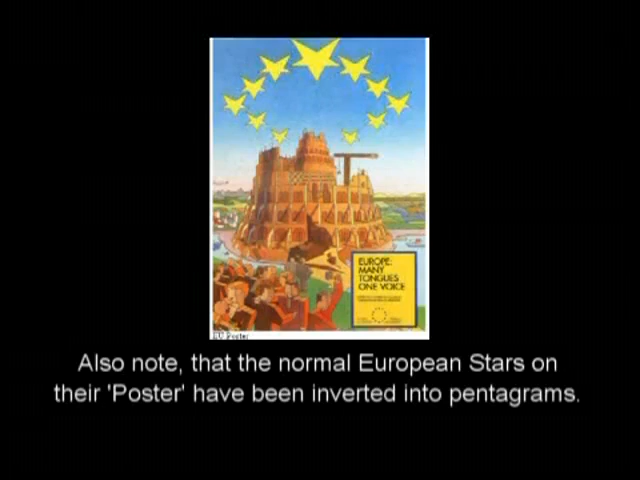 EUROPE:
MANY
TONGUES
ONE VOICE
EU Poster
Also note, that the normal European Stars on
their 'Poster' have been inverted into pentagrams.